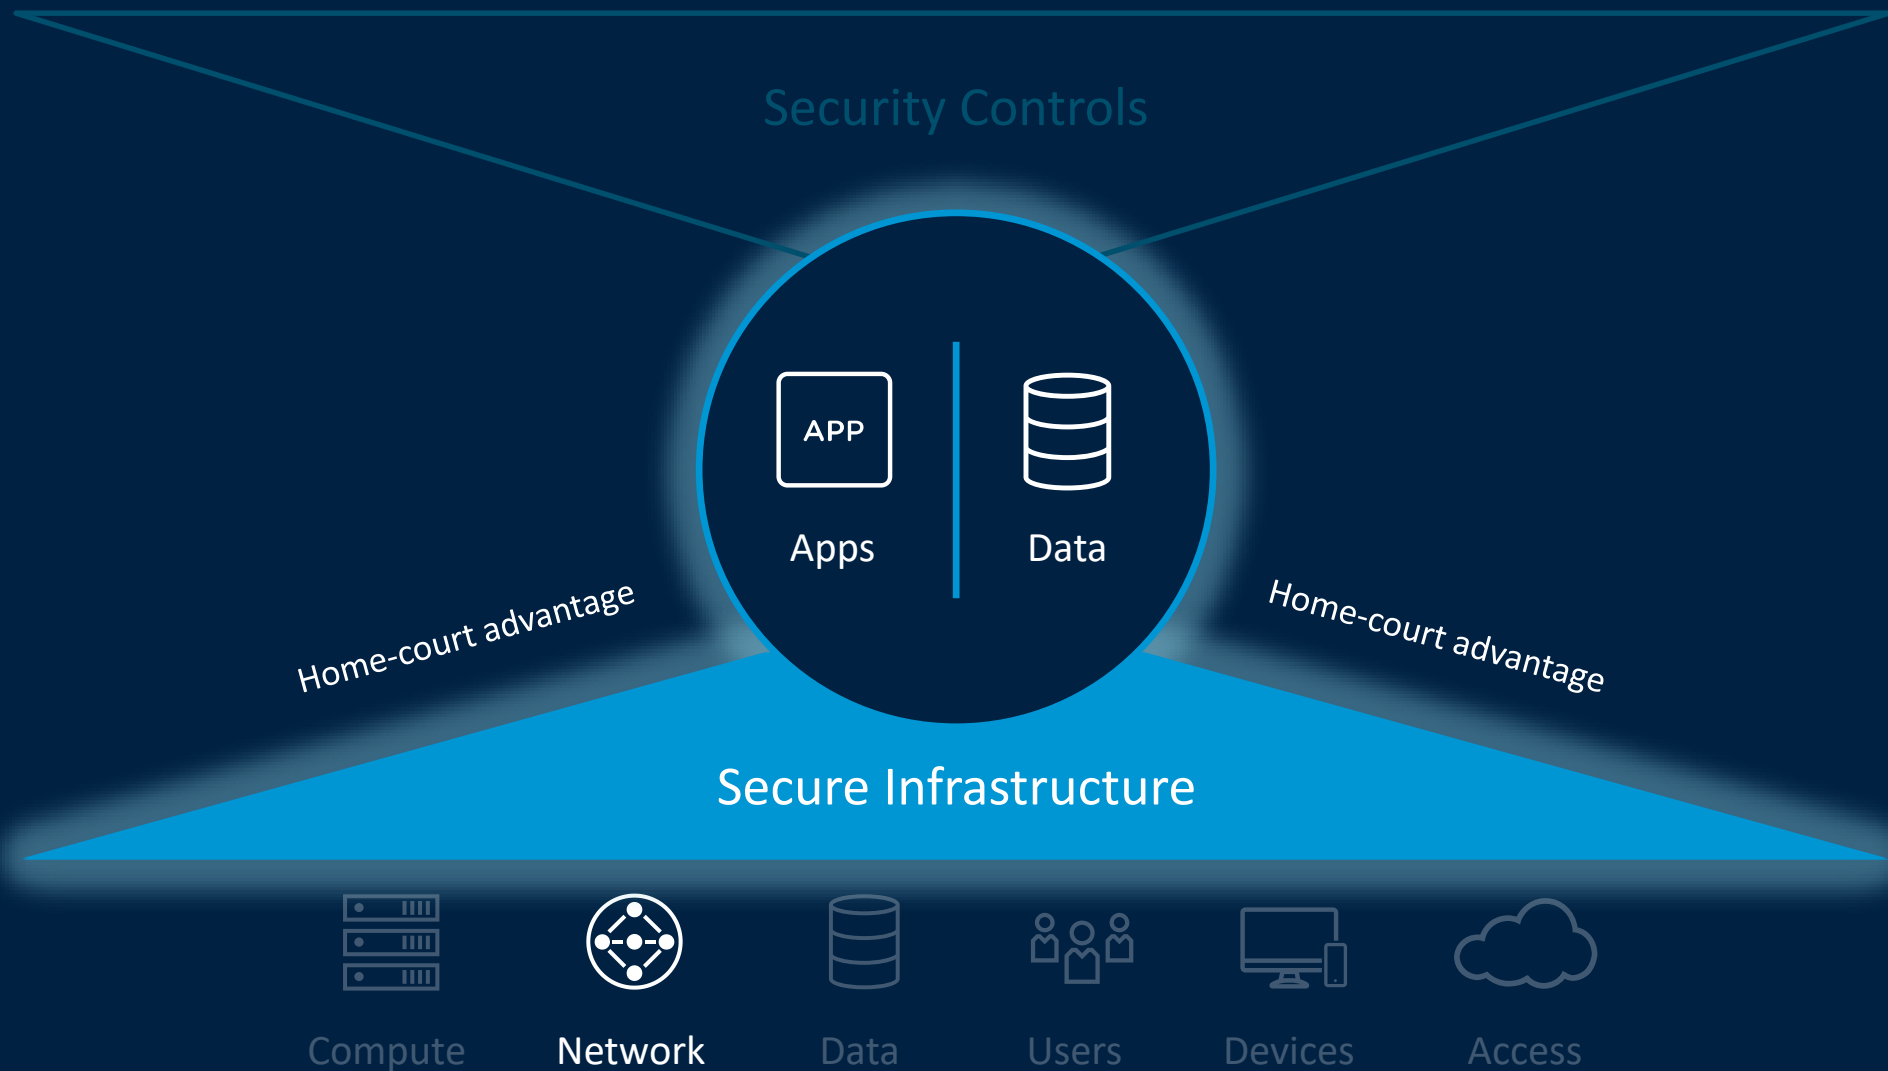 Security Controls
APP
Apps
Data
Home-court advantage
Home-court advantage
Secure Infrastructure
Compute
Network
Data
Users
Devices
Access